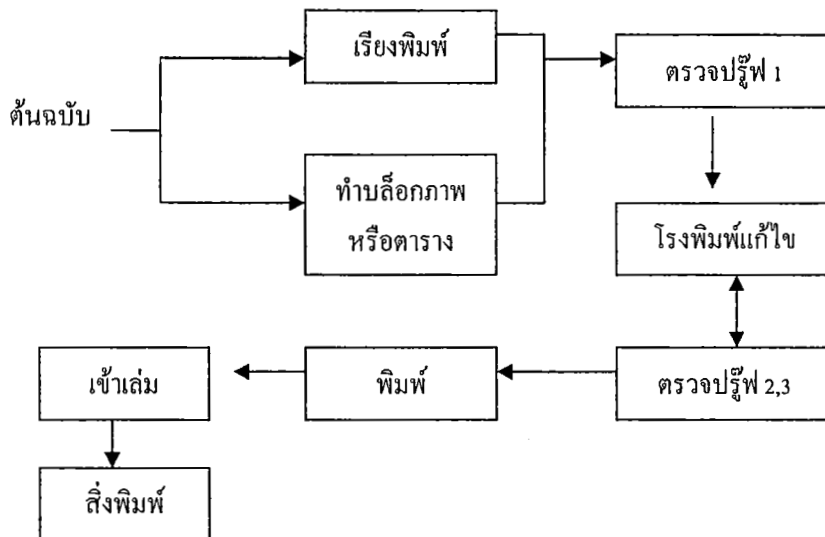 เรียงพิมพ์
ตรวจปรู๊ฟ 1
ต้นฉบับ
ทำบล็อกภาพ
หรือตาราง
โรงพิมพ์แก้ไข
เข้าเล่ม
พิมพ์
ตรวจปรู๊ฟ 2,3
สิ่งพิมพ์